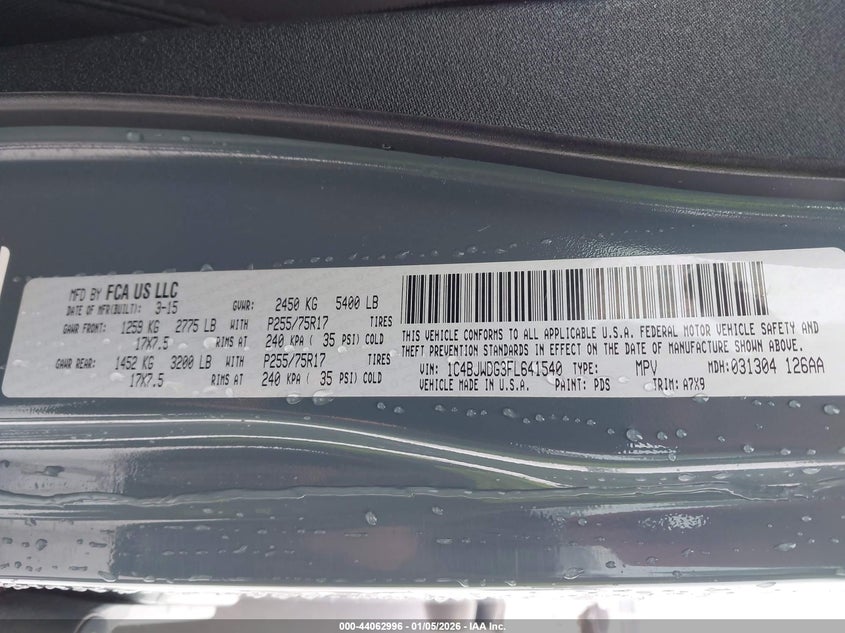 MFD BY FCA US LLC
DATE OF MFR(BUILT): 3-15 GVWR: 2450 KG 5400 LB
GAWR FRONT: 1259 KG 2775 LB WITH P255/75R17 TIRES
17X7.5 RIMS AT 240 KPA ( 35 PSI) COLD
GAWR REAR: 1452 KG 3200 LB WITH P255/75R17 TIRES
17X7.5 RIMS AT 240 KPA ( 35 PSI) COLD
THIS VEHICLE CONFORMS TO ALL APPLICABLE U.S.A. FEDERAL MOTOR VEHICLE SAFETY AND
THEFT PREVENTION STANDARDS IN EFFECT ON THE DATE OF MANUFACTURE SHOWN ABOVE.
VIN: 1C4BJWDG3FL641540 TYPE: MPV MDH: 031304 126AA
VEHICLE MADE IN U.S.A. PAINT: PDS TRIM: A7X9
000-44062996 - 01/05/2026 - IAA Inc.